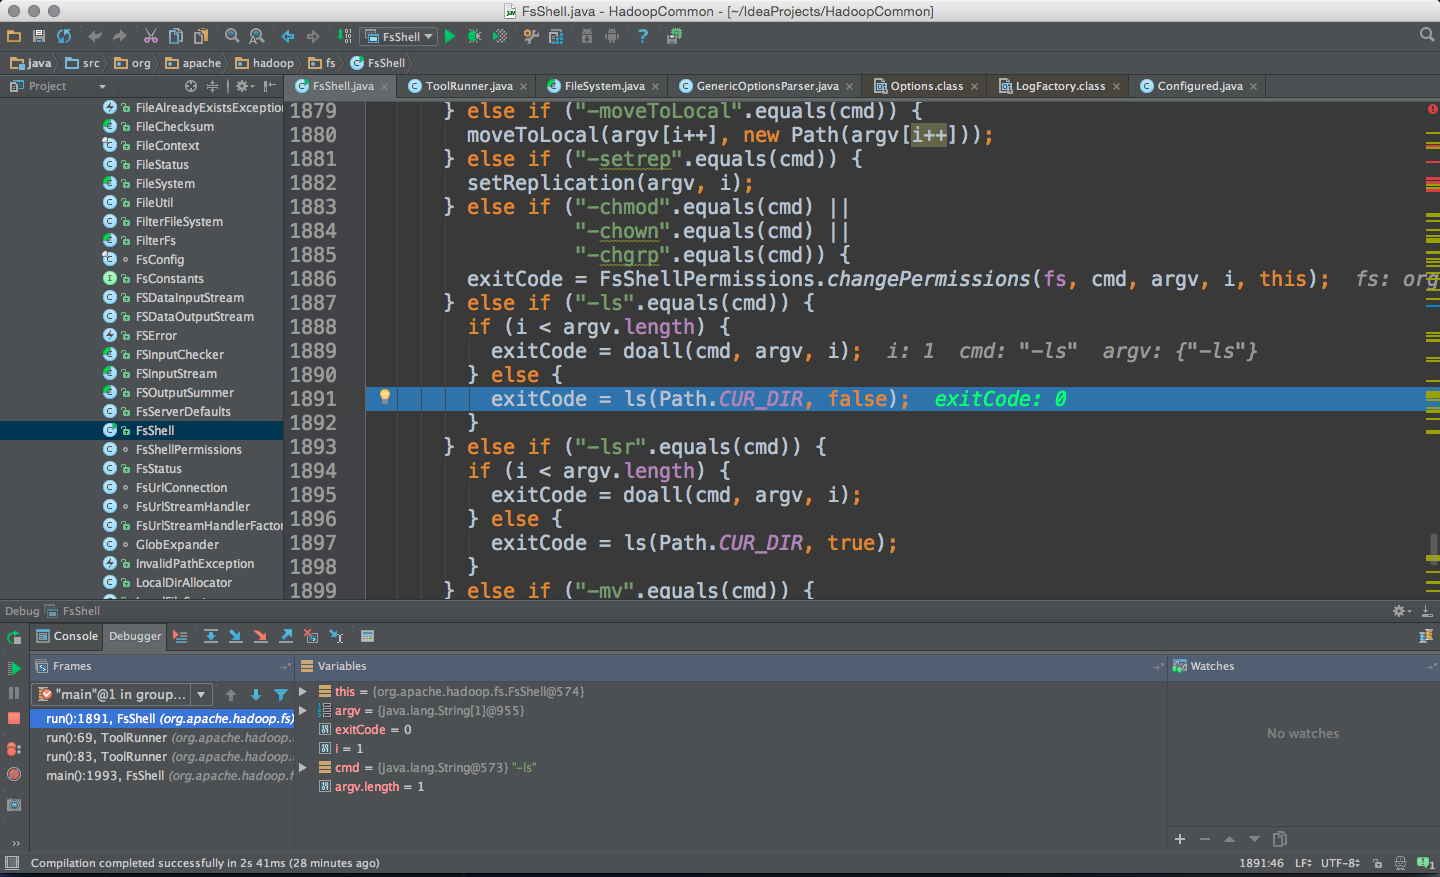 FsShell.java - HadoopCommon - [~/IdeaProjects/HadoopCommon]
FsShell
java src org apache hadoop fs FsShell
Project
FsShell.java ToolRunner.java FileSystem.java GenericOptionsParser.java Options.class LogFactory.class Configured.java
FileAlreadyExistsExceptio
FileChecksum
FileContext
FileStatus
FileSystem
FileUtil
FilterFileSystem
FilterFs
FsConfig
FsConstants
FSDataInputStream
FSDataOutputStream
FSError
FSInputChecker
FSInputStream
FSOutputSummer
FsServerDefaults
FsShell
FsShellPermissions
FsStatus
FsUrlConnection
FsUrlStreamHandler
FsUrlStreamHandlerFactor
GlobExpander
InvalidPathException
LocalDirAllocator
1879 } else if ("-moveToLocal".equals(cmd)) {
1880 moveToLocal(argv[i++], new Path(argv[i++]));
1881 } else if ("-setrep".equals(cmd)) {
1882 setReplication(argv, i);
1883 } else if ("-chmod".equals(cmd) ||
1884 "-chown".equals(cmd) ||
1885 "-chgrp".equals(cmd)) {
1886 exitCode = FsShellPermissions.changePermissions(fs, cmd, argv, i, this); fs: org
1887 } else if ("-ls".equals(cmd)) {
1888 if (i < argv.length) {
1889 exitCode = doall(cmd, argv, i); i: 1 cmd: "-ls" argv: {"-ls"}
1890 } else {
1891 exitCode = ls(Path.CUR_DIR, false); exitCode: 0
1892 }
1893 } else if ("-lsr".equals(cmd)) {
1894 if (i < argv.length) {
1895 exitCode = doall(cmd, argv, i);
1896 } else {
1897 exitCode = ls(Path.CUR_DIR, true);
1898 }
1899 } else if ("-mv".equals(cmd)) {
Debug FsShell
Console Debugger
Frames
"main"@1 in group...
run():1891, FsShell (org.apache.hadoop.fs)
run():69, ToolRunner (org.apache.hadoop.
run():83, ToolRunner (org.apache.hadoop.
main():1993, FsShell (org.apache.hadoop.f
Variables
this = {org.apache.hadoop.fs.FsShell@574}
argv = {java.lang.String[1]@955}
exitCode = 0
i = 1
cmd = {java.lang.String@573} "-ls"
argv.length = 1
Watches
No watches
Compilation completed successfully in 2s 41ms (28 minutes ago)
1891:46 LF UTF-8 1